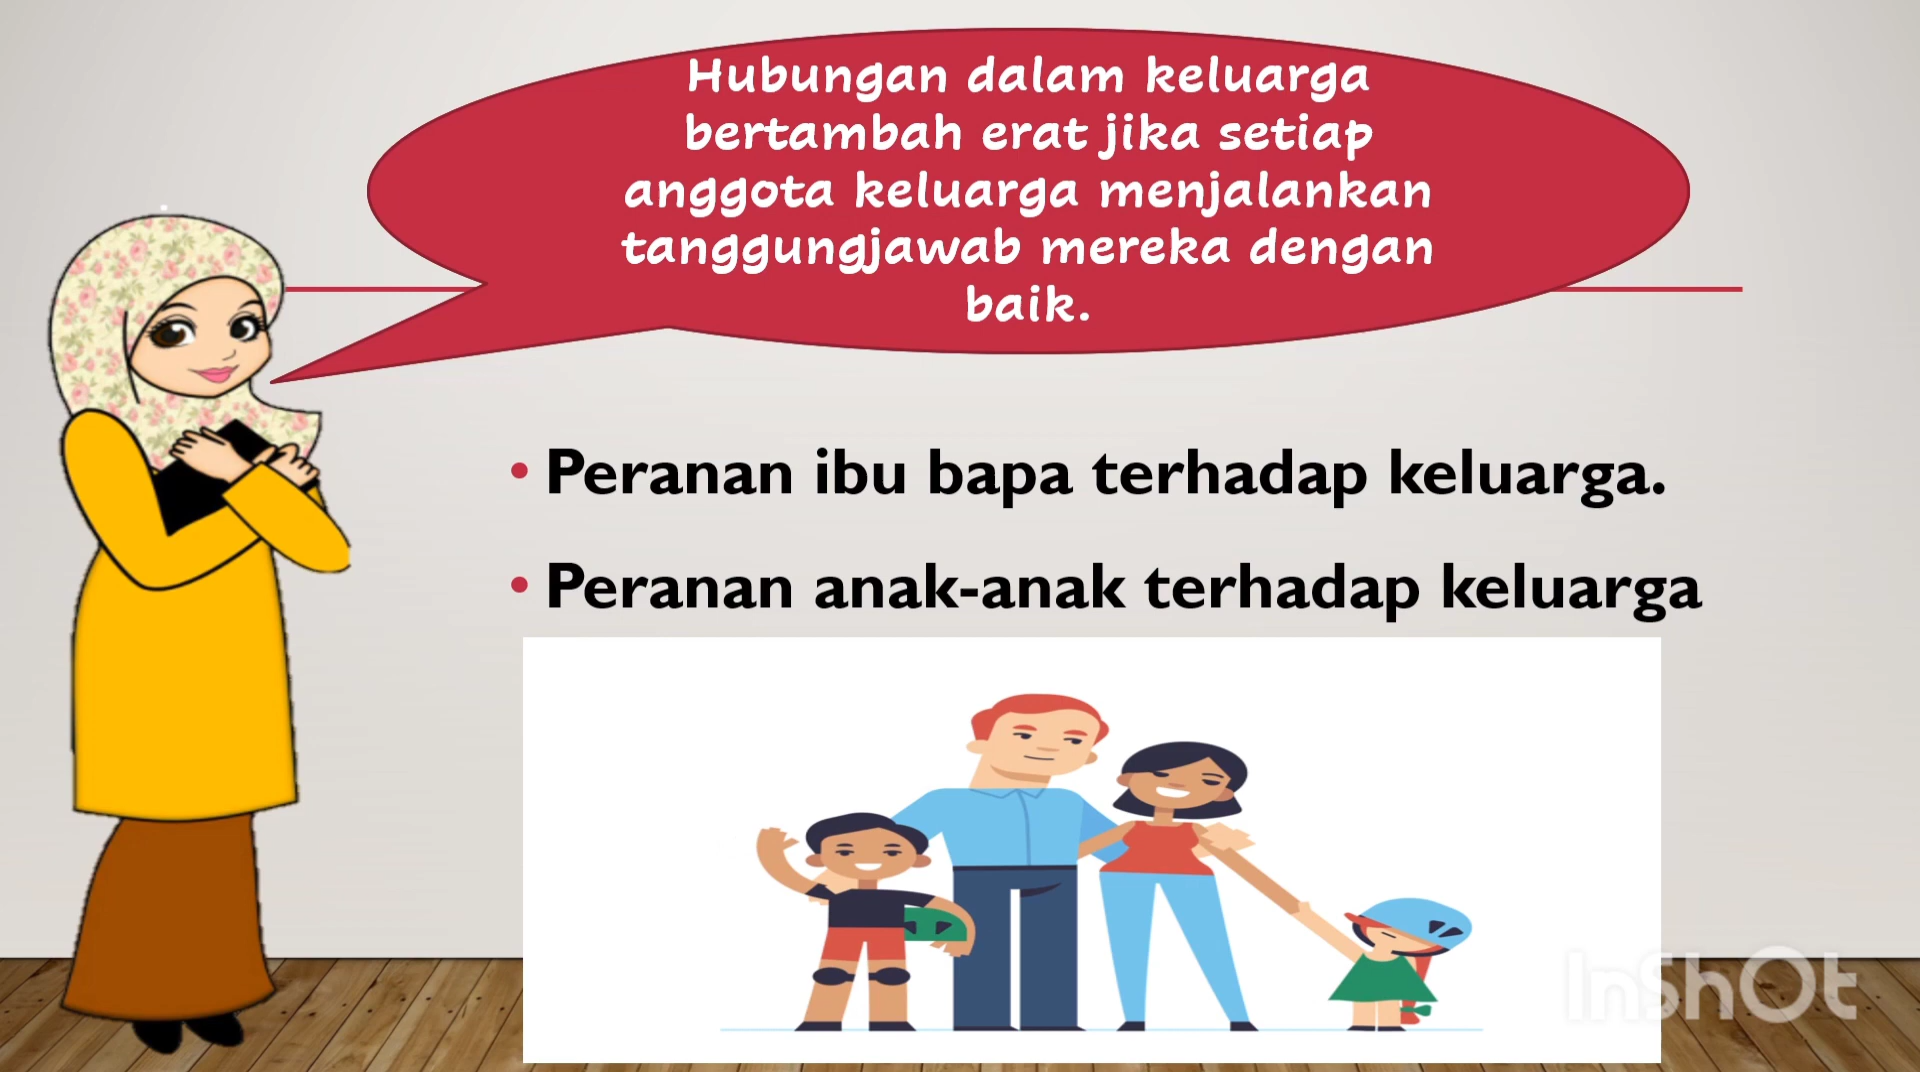 Hubungan dalam keluarga
bertambah erat jika setiap
anggota keluarga menjalankan
tanggungjawab mereka dengan
baik.
• Peranan ibu bapa terhadap keluarga.
• Peranan anak-anak terhadap keluarga
InShOt